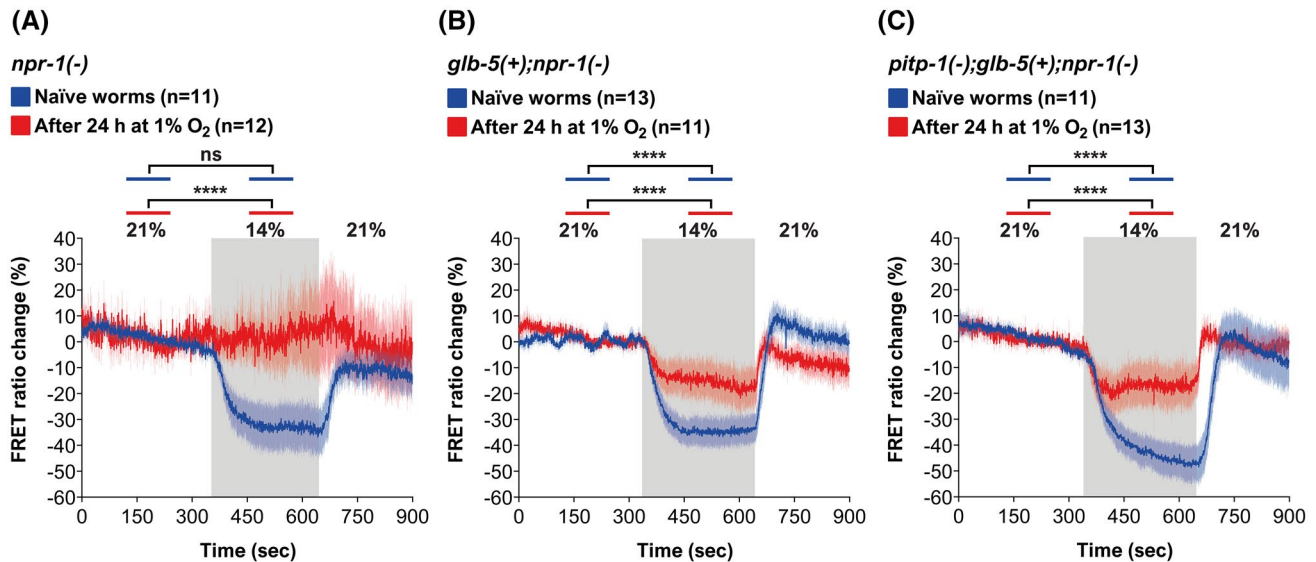 (A)
npr-1(-)
Naïve worms (n=11)
After 24 h at 1% O2 (n=12)
ns
****
21% 14% 21%
FRET ratio change (%)
40
30
20
10
0
-10
-20
-30
-40
-50
-60
0 150 300 450 600 750 900
Time (sec)
(B)
glb-5(+);npr-1(-)
Naïve worms (n=13)
After 24 h at 1% O2 (n=11)
****
****
21% 14% 21%
FRET ratio change (%)
40
30
20
10
0
-10
-20
-30
-40
-50
-60
0 150 300 450 600 750 900
Time (sec)
(C)
pitp-1(-);glb-5(+);npr-1(-)
Naïve worms (n=11)
After 24 h at 1% O2 (n=13)
****
****
21% 14% 21%
FRET ratio change (%)
40
30
20
10
0
-10
-20
-30
-40
-50
-60
0 150 300 450 600 750 900
Time (sec)